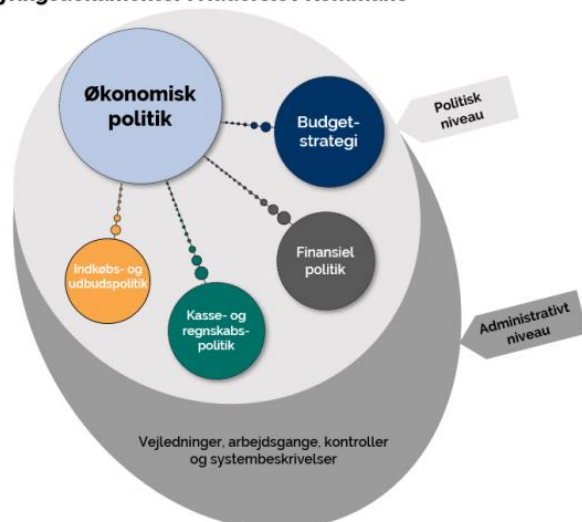 Økonomisk
politik
Budget-
strategi
Politisk
niveau
Finansiel
politik
Indkøbs- og
udbudspolitik
Kasse- og
regnskabs-
politik
Administrativt
niveau
Vejledninger, arbejdsgange, kontroller
og systembeskrivelser